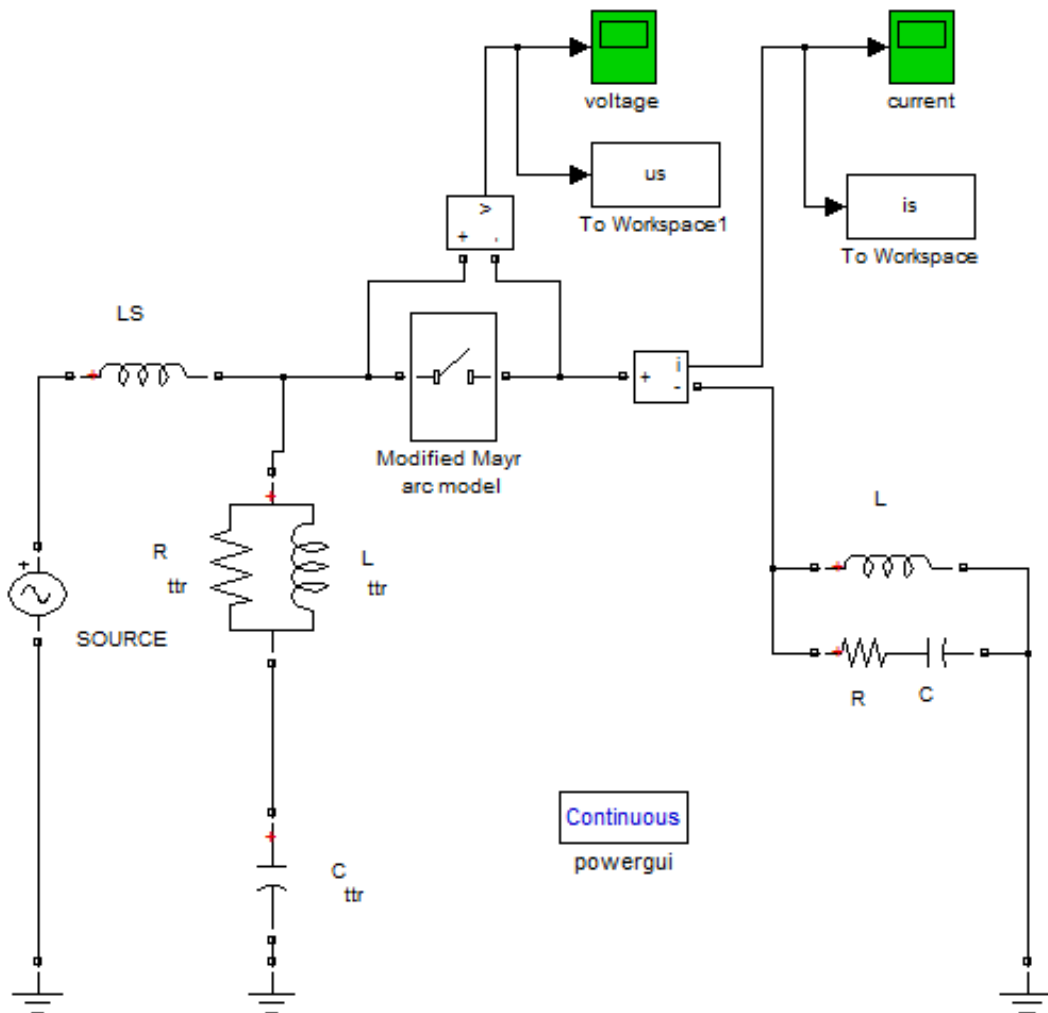 voltage
current
us
To Workspace1
is
To Workspace
v
+ -
LS
i
+
-
Modified Mayr
arc model
L
R
ttr
L
ttr
+
SOURCE
R
C
Continuous
powergui
C
ttr